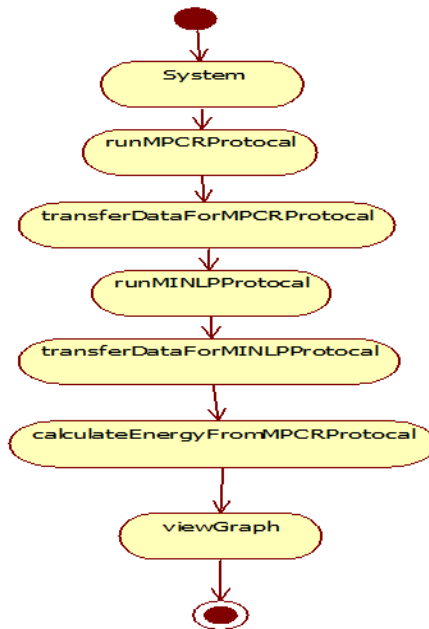 System
runMPCRProtocal
transferDataForMPCRProtocal
runMINLPProtocal
transferDataForMINLPProtocal
calculateEnergyFromMPCRProtocal
viewGraph